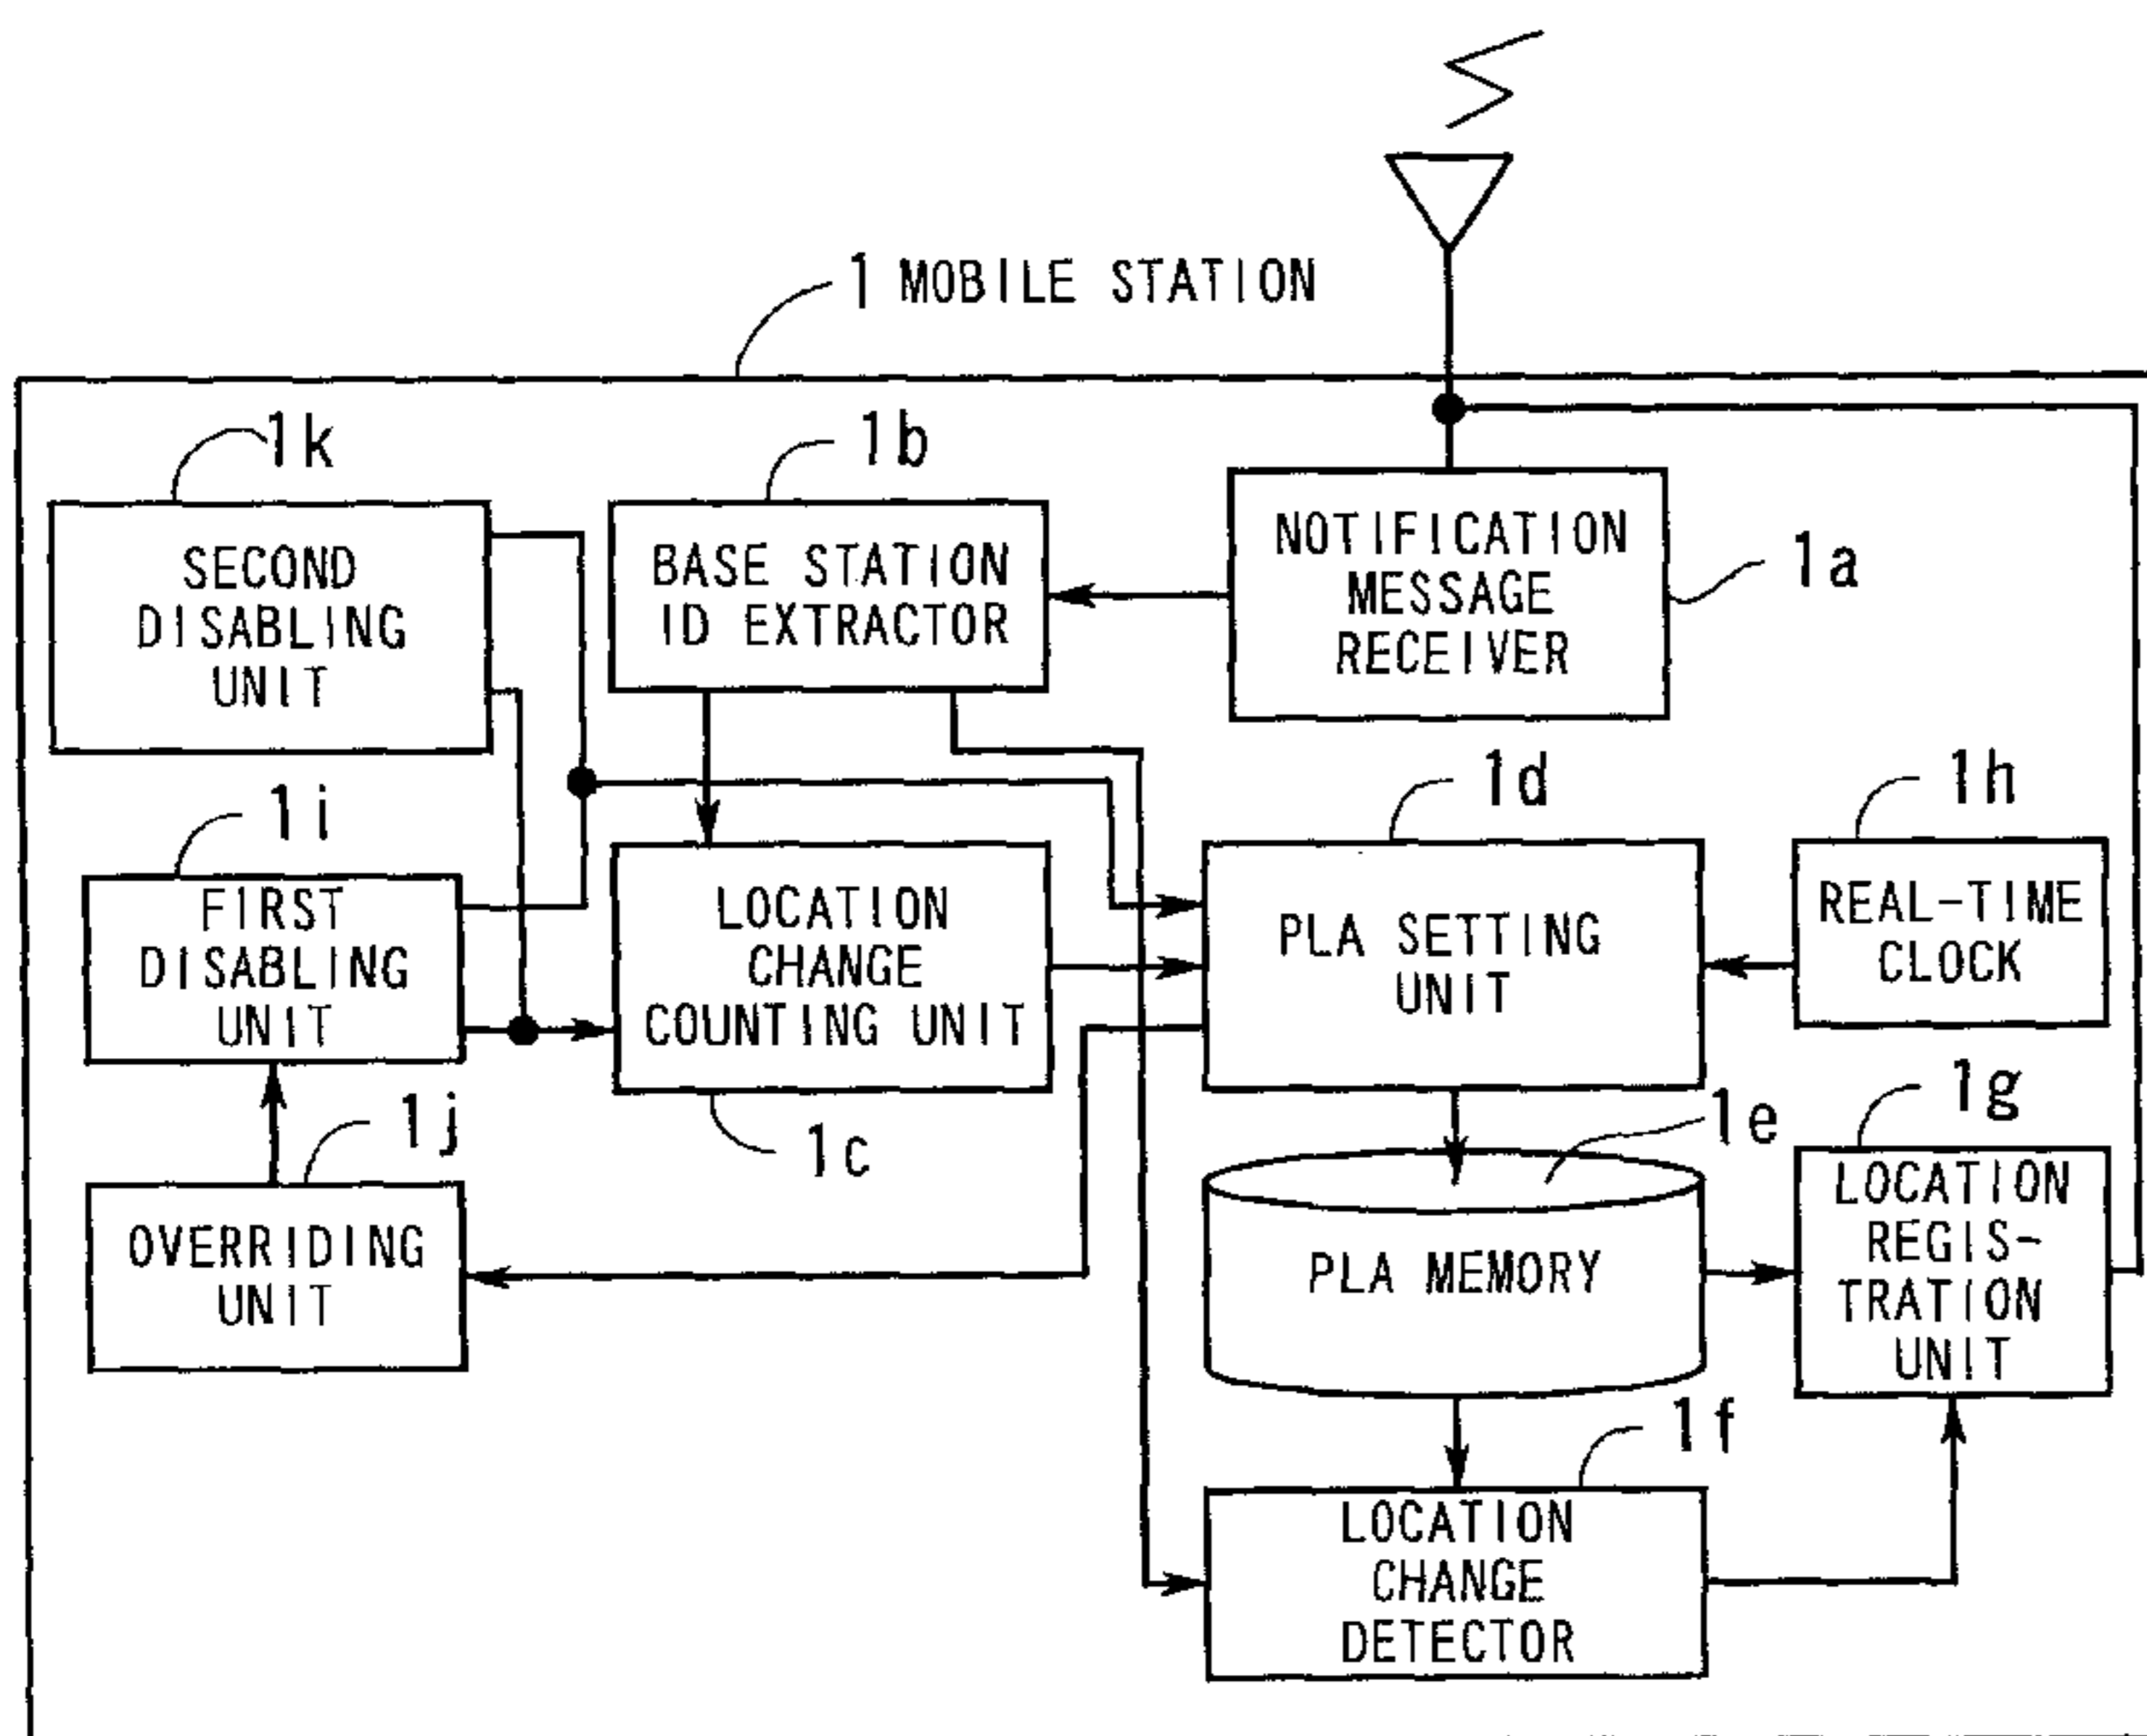 1 MOBILE STATION
1k
1b
SECOND
DISABLING
UNIT
BASE STATION
ID EXTRACTOR
NOTIFICATION
MESSAGE
RECEIVER
1a
1i
1d
1h
FIRST
DISABLING
UNIT
LOCATION
CHANGE
COUNTING UNIT
PLA SETTING
UNIT
REAL-TIME
CLOCK
1j
1c
1e
1g
OVERRIDING
UNIT
PLA MEMORY
LOCATION
REGIS-
TRATION
UNIT
1f
LOCATION
CHANGE
DETECTOR